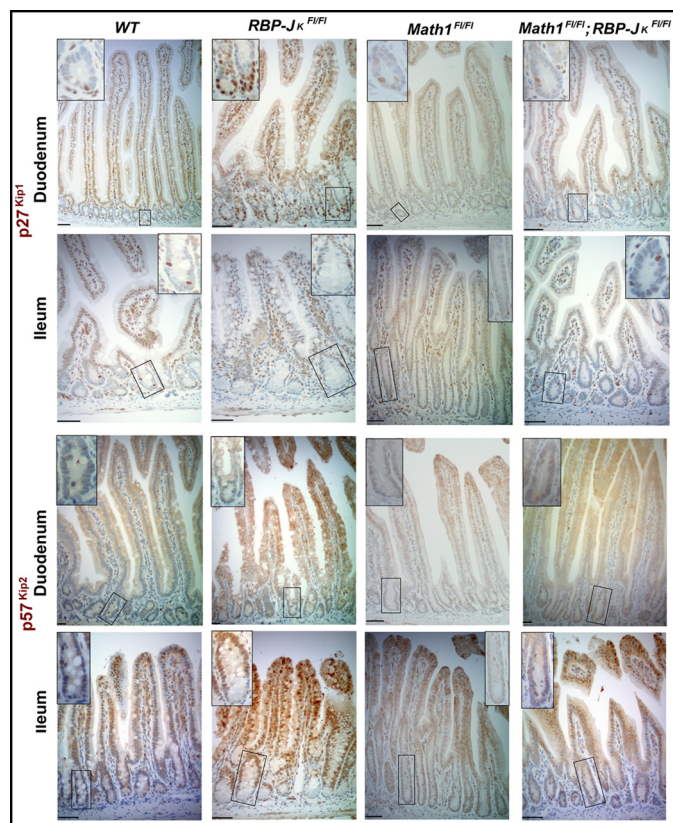 WT
RBP-Jκ Fl/Fl
Math1 Fl/Fl
Math1 Fl/Fl; RBP-Jκ Fl/Fl
p27 Kip1
Duodenum
Ileum
p57 Kip2
Duodenum
Ileum